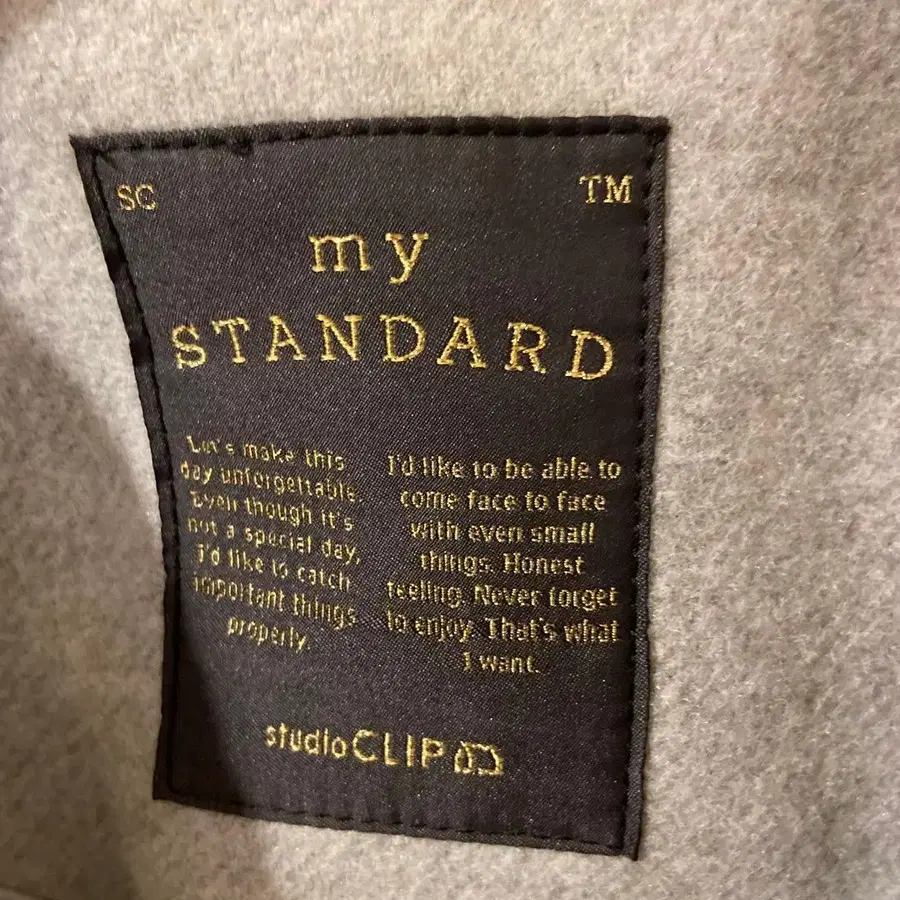 SC
TM
my
STANDARD
Let's make this
day unforgettable.
Even though it's
not a special day,
I'd like to catch
important things
properly.
I'd like to be able to
come face to face
with even small
things. Honest
feeling. Never forget
to enjoy. That's what
I want.
studio CLIP